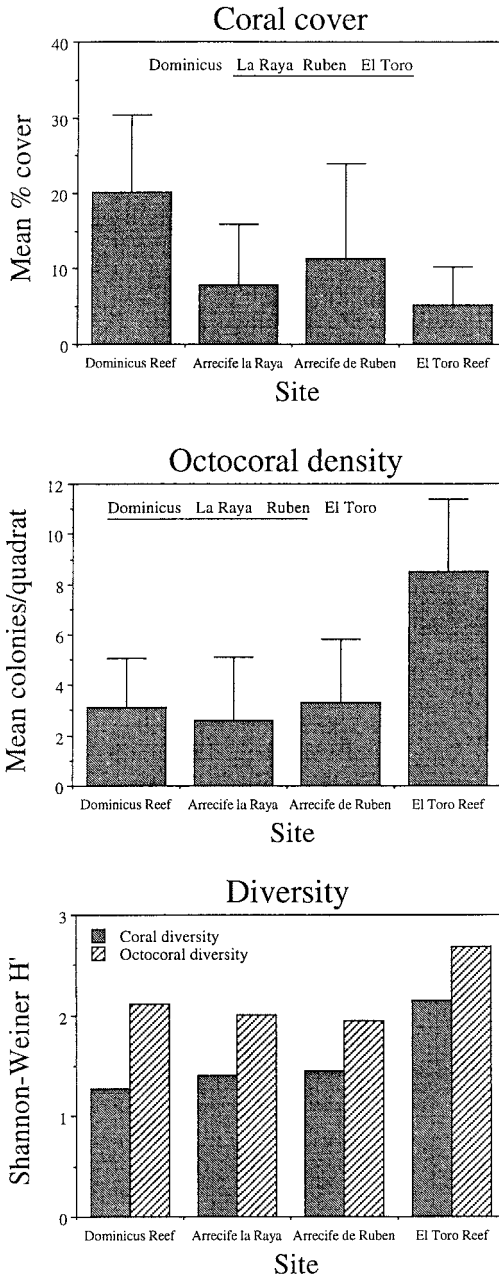 Coral cover
40
Dominicus La Raya Ruben El Toro
30
20
10
0
Mean % cover
Dominicus Reef Arrecife la Raya Arrecife de Ruben El Toro Reef
Site
Octocoral density
12
Dominicus La Raya Ruben El Toro
10
8
6
4
2
0
Mean colonies/quadrat
Dominicus Reef Arrecife la Raya Arrecife de Ruben El Toro Reef
Site
Diversity
3
Coral diversity
Octocoral diversity
2
1
0
Shannon-Weiner H'
Dominicus Reef Arrecife la Raya Arrecife de Ruben El Toro Reef
Site